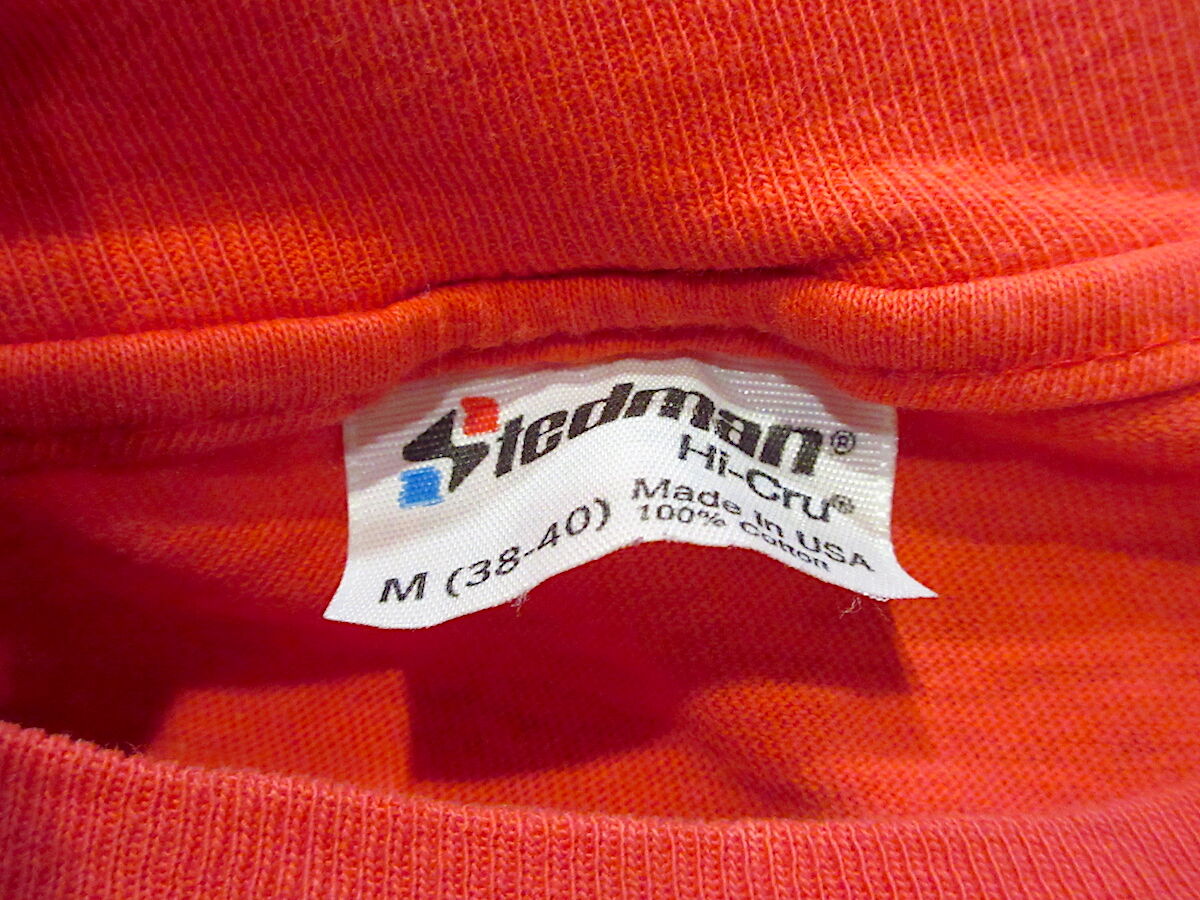 Stedman®
Hi-Cru®
M (38-40)
Made in USA
100% Cotton